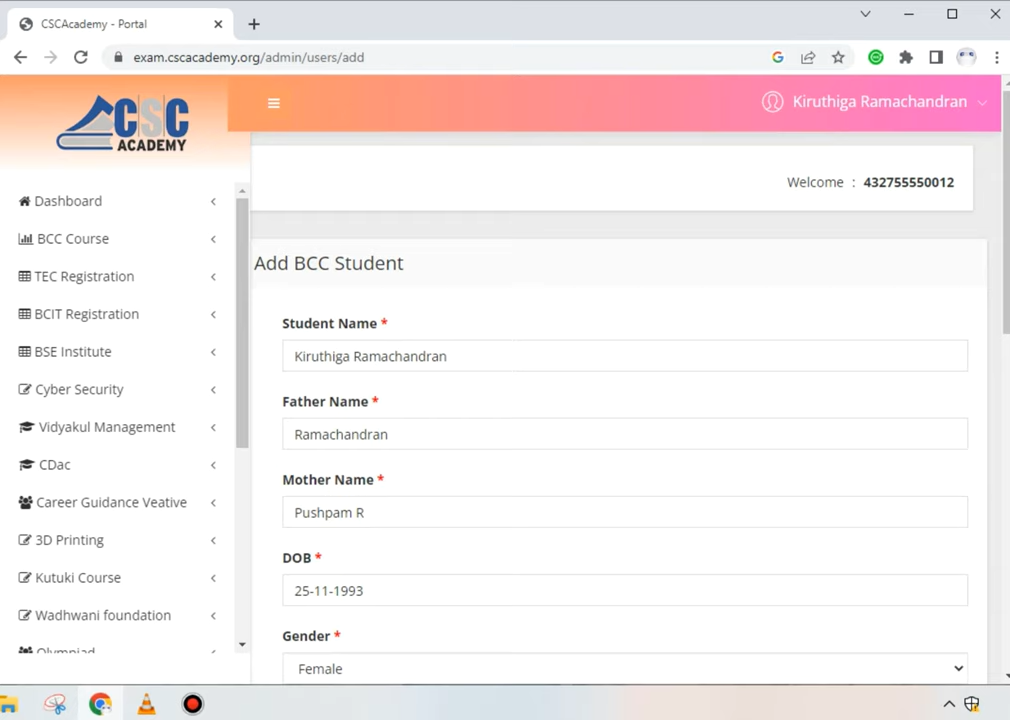 CSCAcademy - Portal
exam.cscacademy.org/admin/users/add
CSC
ACADEMY
Kiruthiga Ramachandran
Welcome : 432755550012
Dashboard
BCC Course
TEC Registration
BCIT Registration
BSE Institute
Cyber Security
Vidyakul Management
CDac
Career Guidance Veative
3D Printing
Kutuki Course
Wadhwani foundation
Olympiad
Add BCC Student
Student Name *
Kiruthiga Ramachandran
Father Name *
Ramachandran
Mother Name *
Pushpam R
DOB *
25-11-1993
Gender *
Female